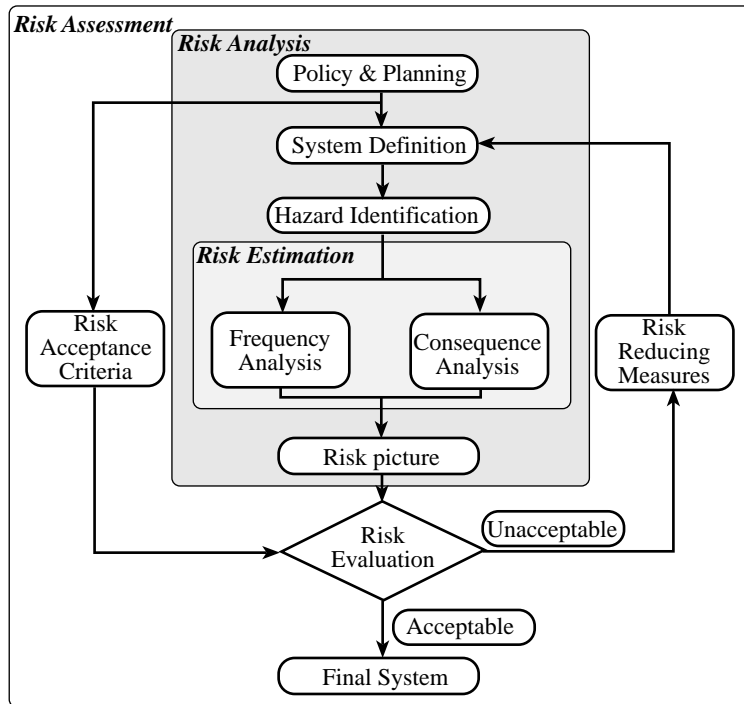 Risk Assessment
Risk Analysis
Policy & Planning
System Definition
Hazard Identification
Risk Estimation
Frequency
Analysis
Consequence
Analysis
Risk
Acceptance
Criteria
Risk
Reducing
Measures
Risk picture
Risk
Evaluation
Unacceptable
Acceptable
Final System